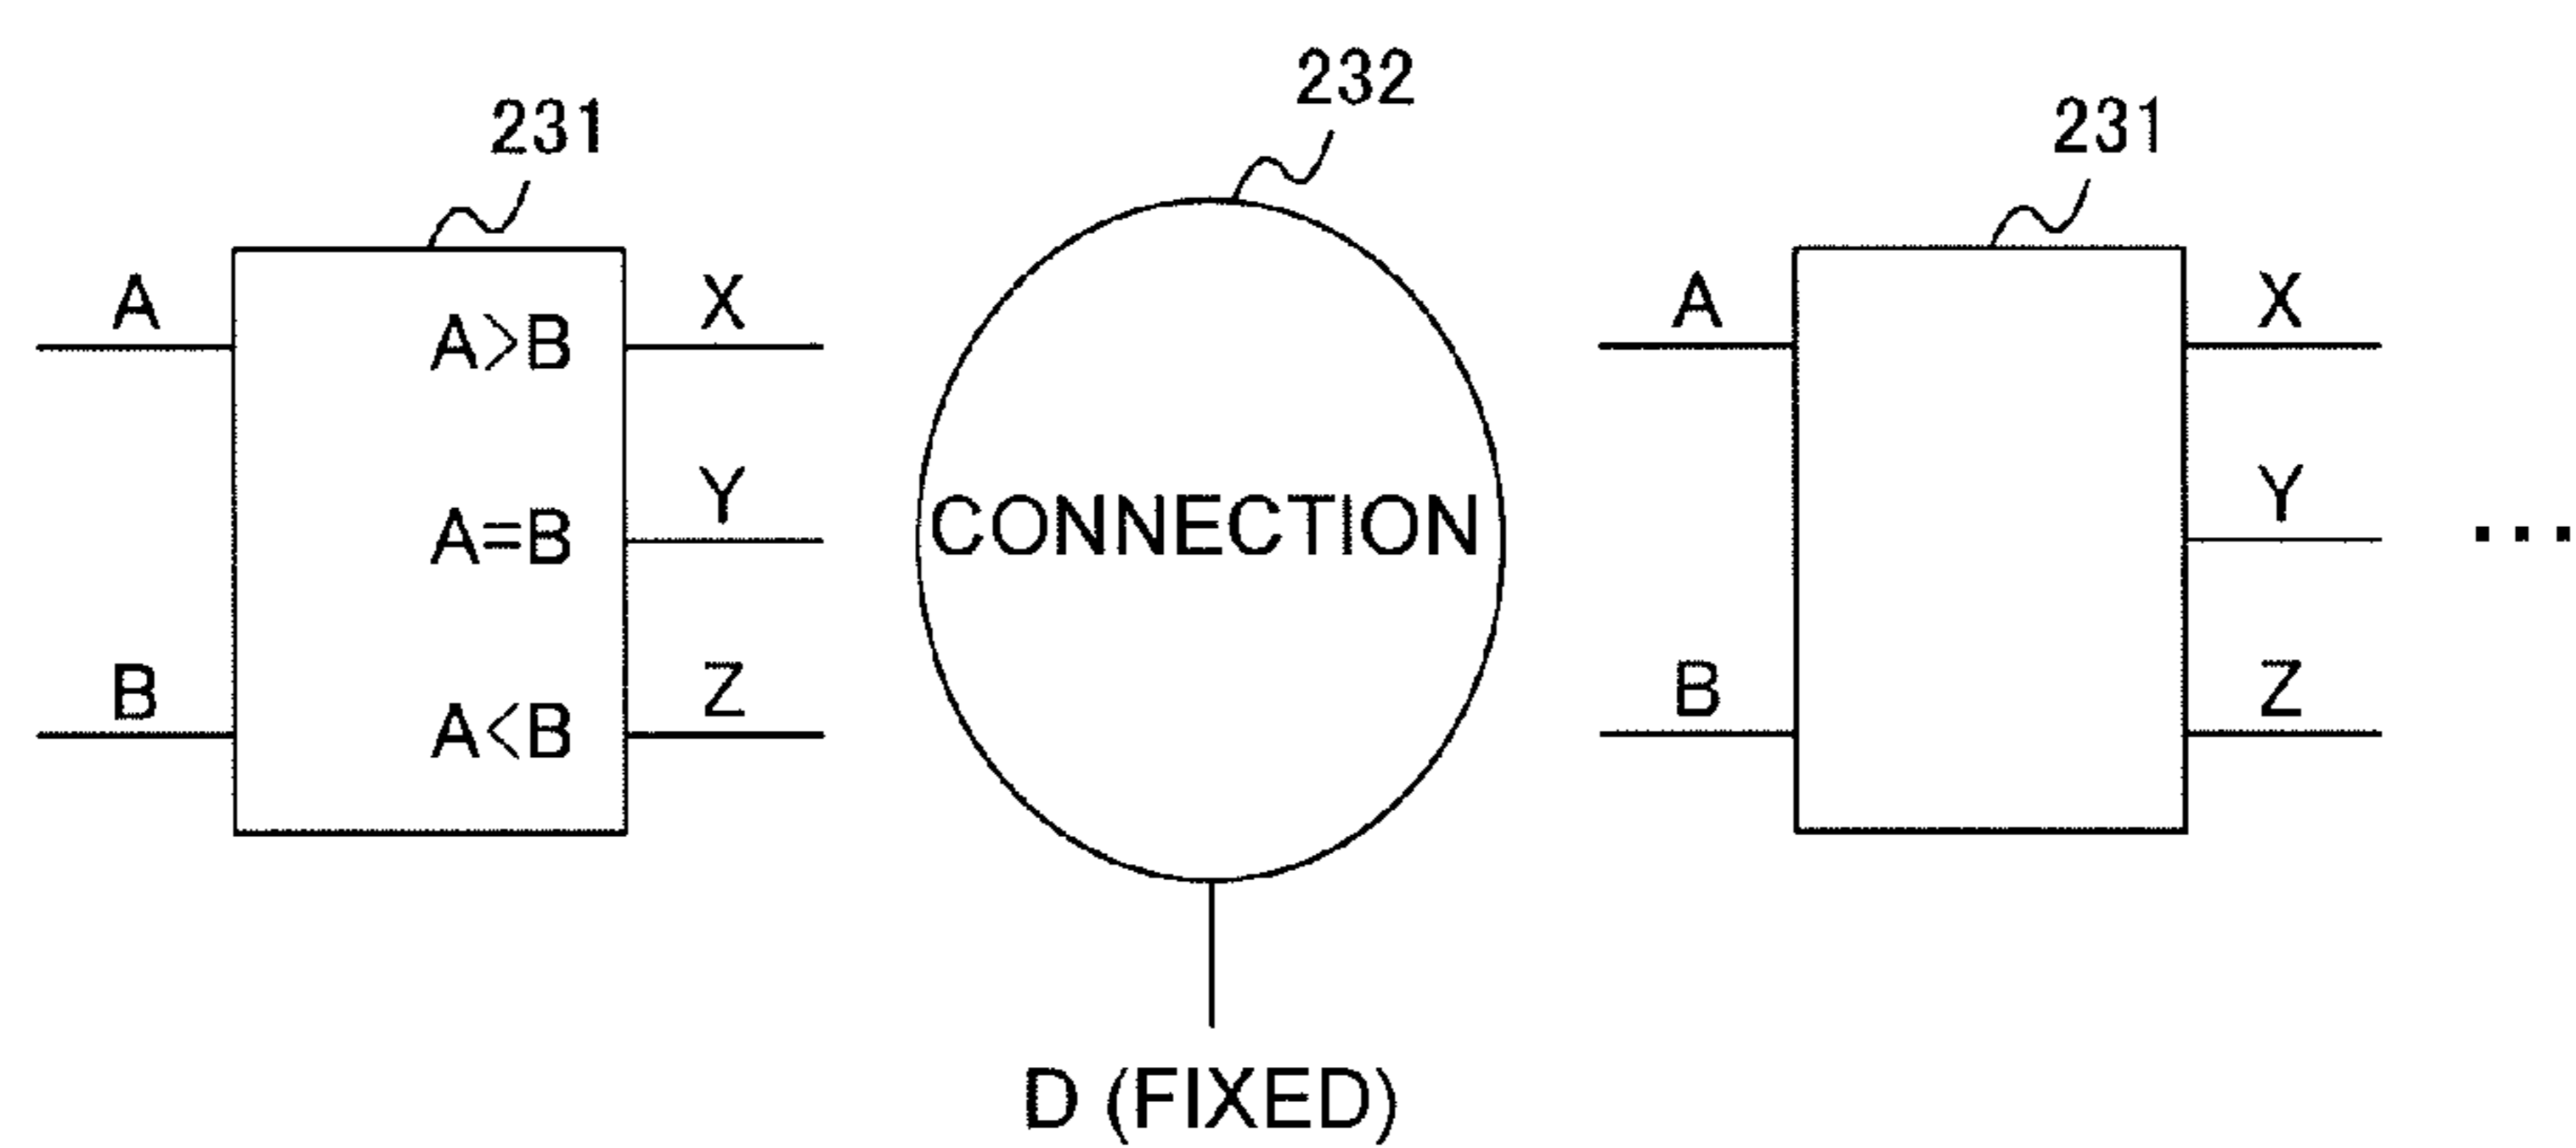 232
231
231
A
X
A
X
A>B
Y
Y
CONNECTION
A=B
...
B
Z
B
Z
A<B
D (FIXED)